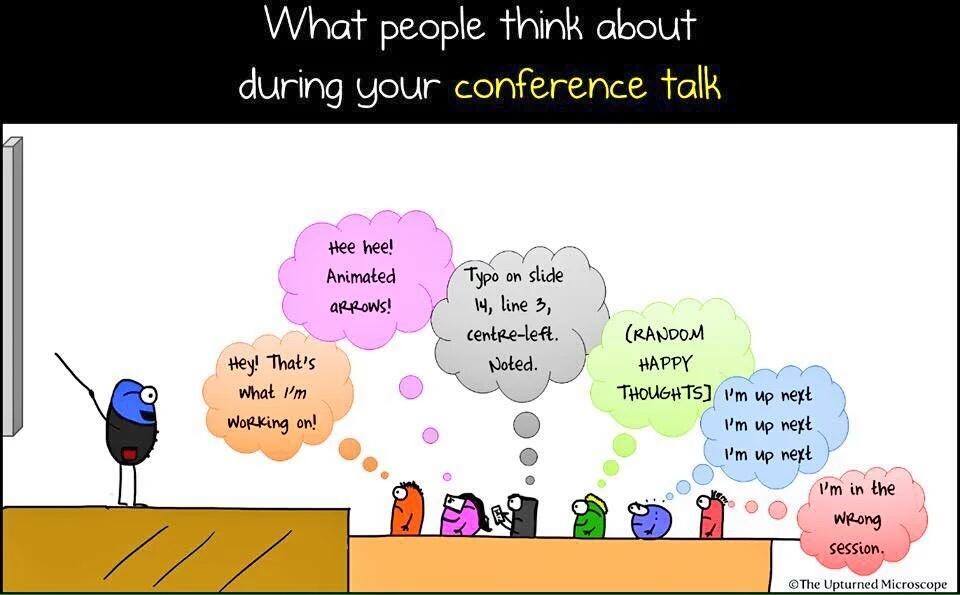 What people think about
during your conference talk
Hey! That's
what I'm
working on!
Hee hee!
Animated
arrows!
Typo on slide
14, line 3,
centre-left.
Noted.
(RANDOM
HAPPY
THOUGHTS]
I'm up next
I'm up next
I'm up next
I'm in the
wrong
session.
©The Upturned Microscope